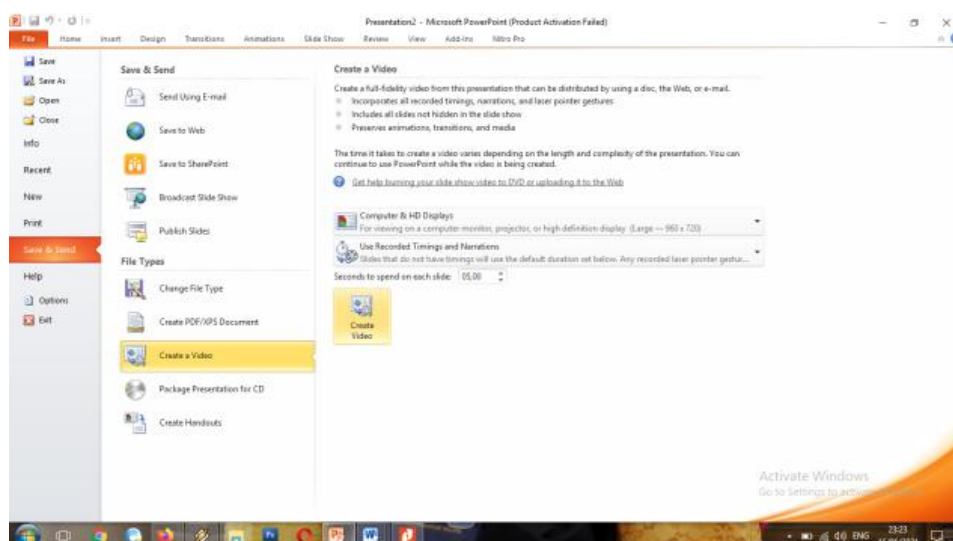 Presentation2 - Microsoft PowerPoint (Product Activation Failed)
File Home Insert Design Transitions Animations Slide Show Review View Add-Ins Nitro Pro
Save
Save As
Open
Close
Info
Recent
New
Print
Save & Send
Help
Options
Exit
Save & Send
Send Using E-mail
Save to Web
Save to SharePoint
Broadcast Slide Show
Publish Slides
File Types
Change File Type
Create PDF/XPS Document
Create a Video
Package Presentation for CD
Create Handouts
Create a Video
Create a full-fidelity video from this presentation that can be distributed by using a disc, the Web, or e-mail.
Incorporates all recorded timings, narrations, and laser pointer gestures
Includes all slides not hidden in the slide show
Preserves animations, transitions, and media
The time it takes to create a video varies depending on the length and complexity of the presentation. You can
continue to use PowerPoint while the video is being created.
Get help burning your slide show video to DVD or uploading it to the Web
Computer & HD Displays
For viewing on a computer monitor, projector, or high definition display (Large -- 960 x 720)
Use Recorded Timings and Narrations
Slides that do not have timings will use the default duration set below. Any recorded laser pointer gestur...
Seconds to spend on each slide: 05,00
Create
Video
Activate Windows
Go to Settings to
ENG
23:23